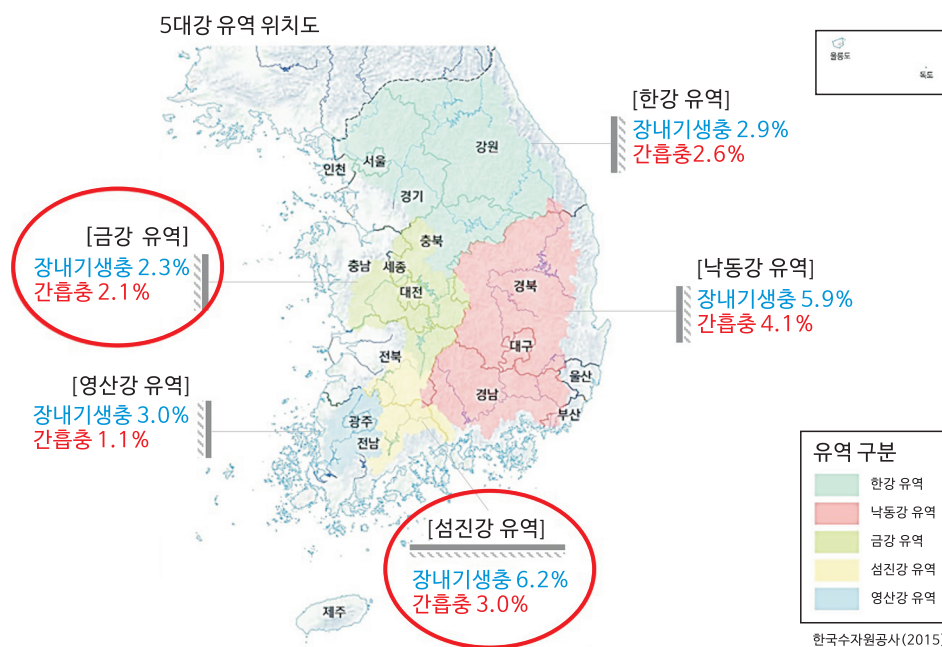 5대강 유역 위치도
울릉도
독도
[한강 유역]
장내기생충 2.9%
간흡충2.6%
강원
서울
인천
경기
[금강 유역]
장내기생충 2.3%
간흡충 2.1%
충북
충남
세종
대전
[낙동강 유역]
장내기생충 5.9%
간흡충 4.1%
경북
대구
전북
울산
[영산강 유역]
장내기생충 3.0%
간흡충 1.1%
경남
부산
광주
전남
유역 구분
한강 유역
낙동강 유역
금강 유역
섬진강 유역
영산강 유역
[섬진강 유역]
장내기생충 6.2%
간흡충 3.0%
제주
한국수자원공사(2015)